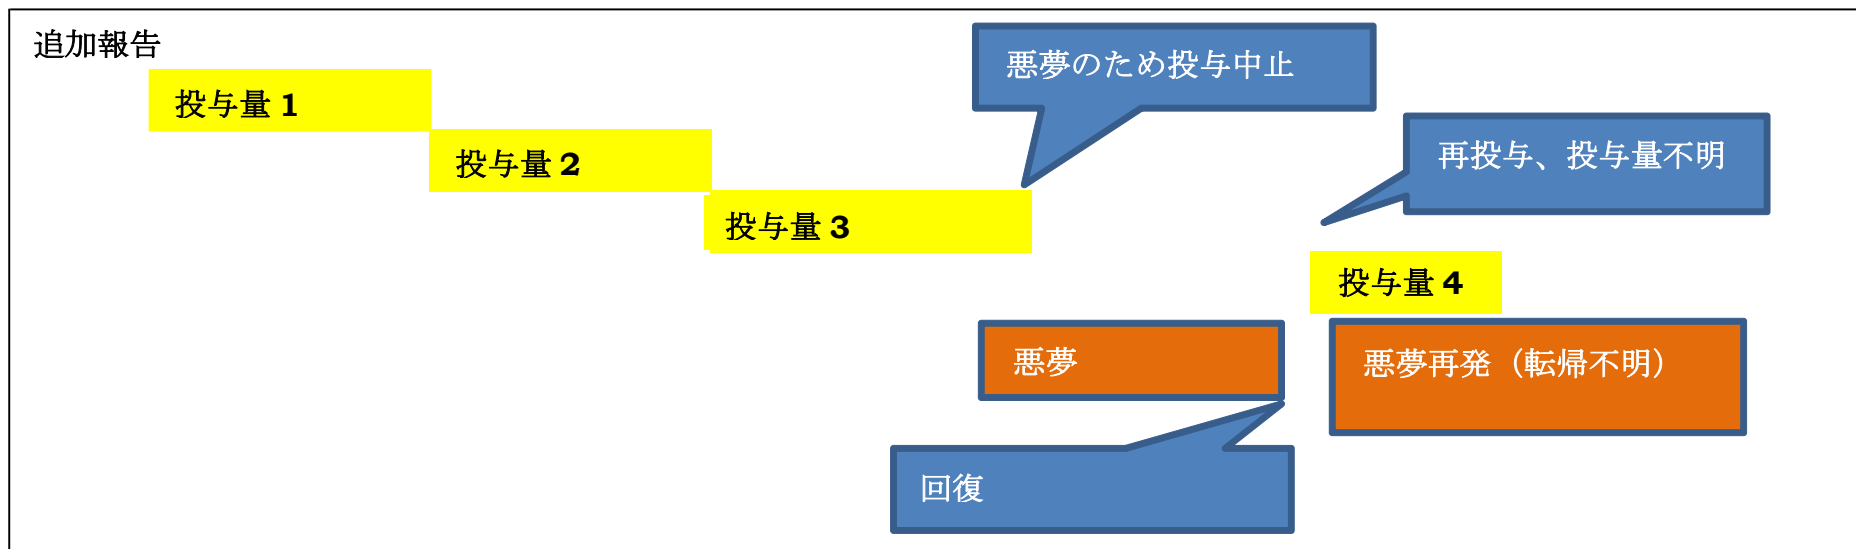 追加報告
悪夢のため投与中止
投与量 1
再投与、投与量不明
投与量 2
投与量 3
投与量 4
悪夢
悪夢再発（転帰不明）
回復